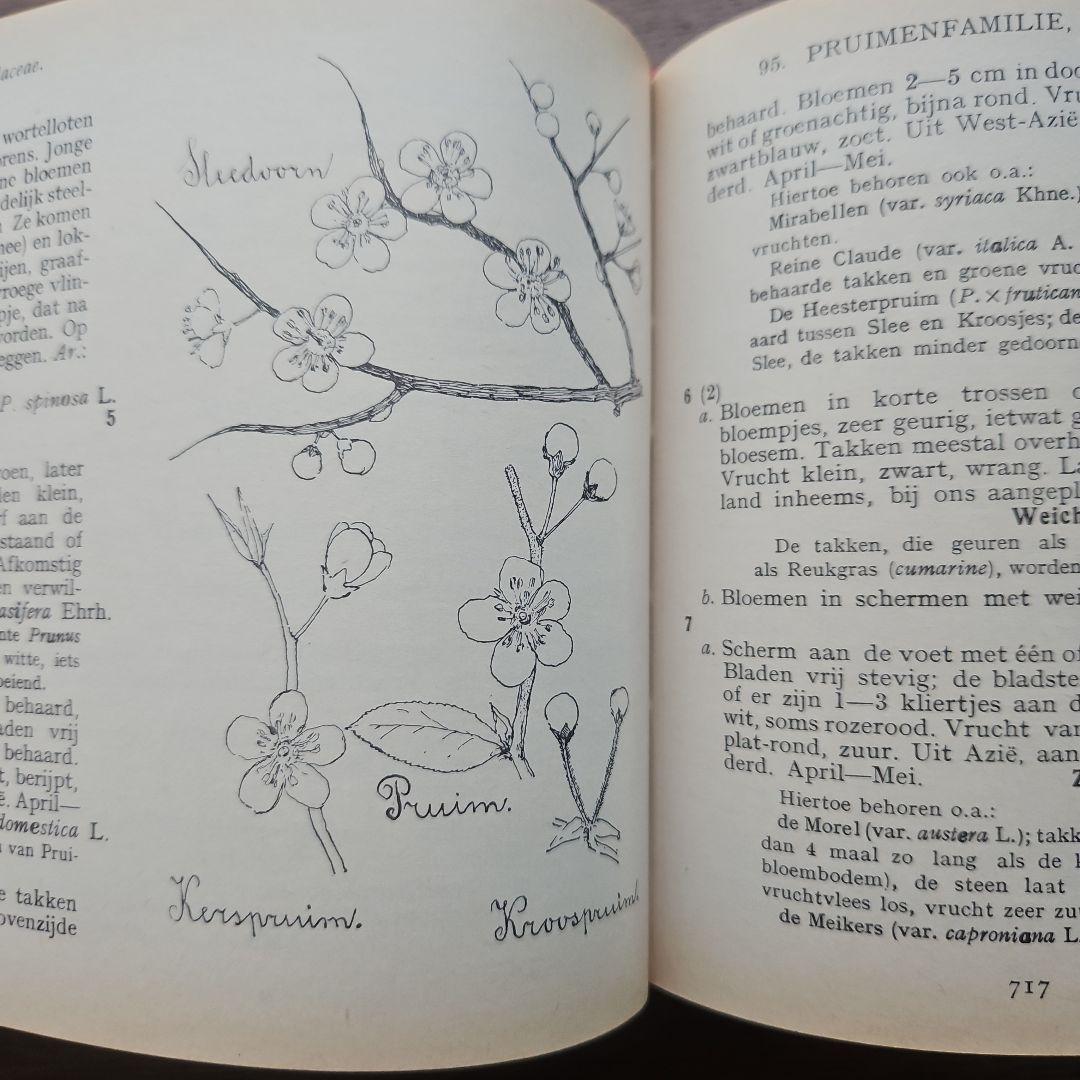 laceae.
wortelloten
orens. Jonge
ne bloemen
delijk steel-
Ze komen
nee) en lok-
ijen, graaf-
roege vlin-
pje, dat na
vorden. Op
eggen. Ar.:
P. spinosa L.
5
roen, later
len klein,
rf aan de
staand of
Afkomstig
en verwil-
asifera Ehrh.
nte Prunus
witte, iets
oeiend.
behaard,
aden vrij
behaard.
t, berijpt,
ë. April—
domestica L.
van Prui-
e takken
ovenzijde
Sleedoorn
Pruim.
Kerspruim.
Kroospruim.
95. PRUIMENFAMILIE,
behaard. Bloemen 2—5 cm in doo
wit of groenachtig, bijna rond. Vru
zwartblauw, zoet. Uit West-Azië
derd. April—Mei.
Hiertoe behoren ook o.a.:
Mirabellen (var. syriaca Khne.)
vruchten.
Reine Claude (var. italica A.
behaarde takken en groene vruc
De Heesterpruim (P. × frutican
aard tussen Slee en Kroosjes; de
Slee, de takken minder gedoorn
6 (2)
a. Bloemen in korte trossen o
bloempjes, zeer geurig, ietwat g
bloesem. Takken meestal overh
Vrucht klein, zwart, wrang. La
land inheems, bij ons aangepl
Weich
De takken, die geuren als
als Reukgras (cumarine), worden
b. Bloemen in schermen met wei
7
a. Scherm aan de voet met één of
Bladen vrij stevig; de bladste
of er zijn 1—3 kliertjes aan d
wit, soms rozerood. Vrucht van
plat-rond, zuur. Uit Azië, aan
derd. April—Mei.
Z
Hiertoe behoren o.a.:
de Morel (var. austera L.); takk
dan 4 maal zo lang als de k
bloembodem), de steen laat
vruchtvlees los, vrucht zeer zu
de Meikers (var. caproniana L.
717